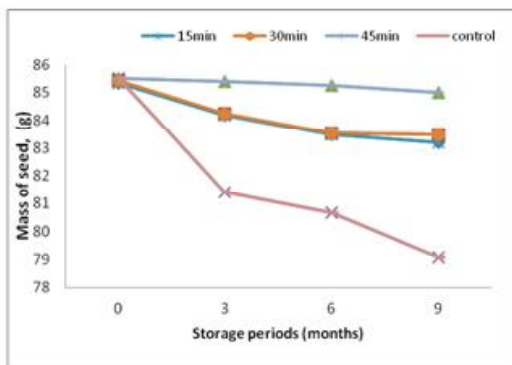 15min 30min 45min control
86
85
84
83
82
81
80
79
78
Mass of seed, (g)
0 3 6 9
Storage periods (months)